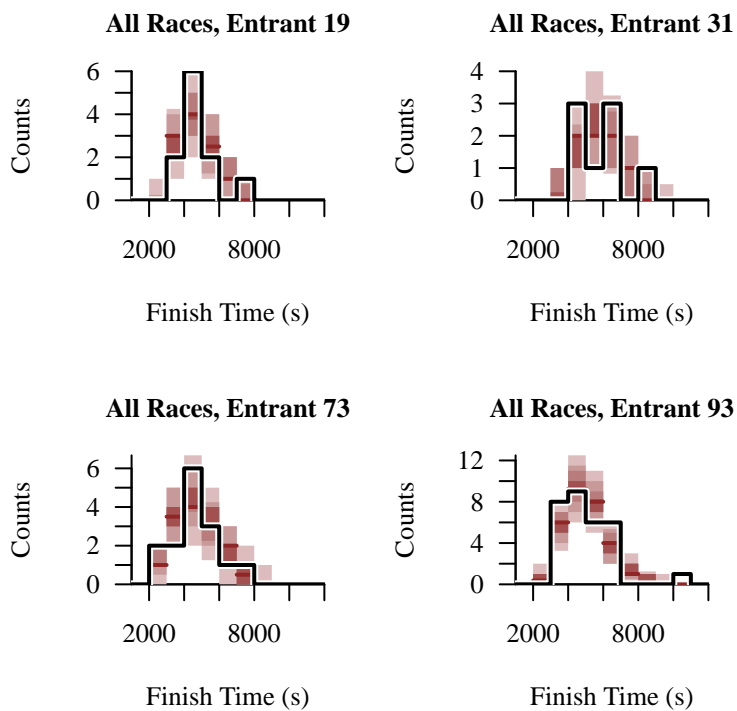 All Races, Entrant 19
Counts
6
4
2
0
2000 8000
Finish Time (s)
All Races, Entrant 31
Counts
4
3
2
1
0
2000 8000
Finish Time (s)
All Races, Entrant 73
Counts
6
4
2
0
2000 8000
Finish Time (s)
All Races, Entrant 93
Counts
12
8
4
0
2000 8000
Finish Time (s)